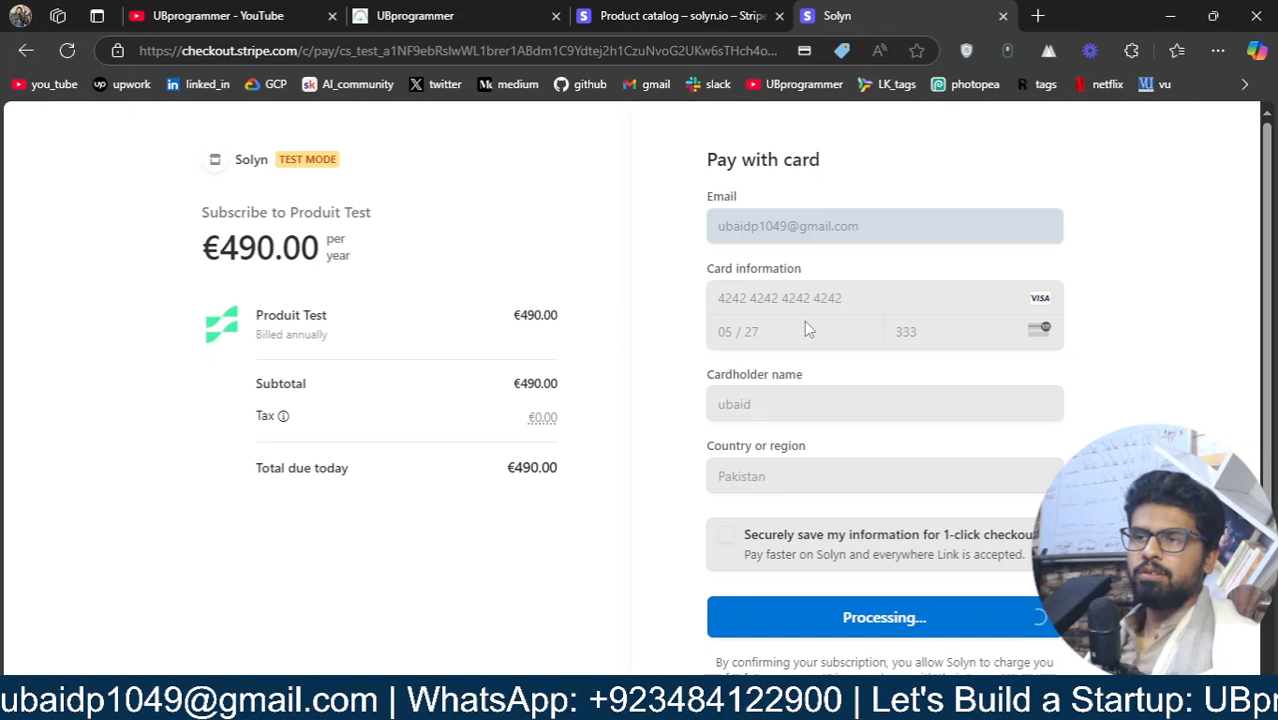 UBprogrammer - YouTube
UBprogrammer
Product catalog – solyn.io – Stripe
Solyn
https://checkout.stripe.com/c/pay/cs_test_a1NF9ebRslwWL1brer1ABdm1C9Ydtej2h1CzuNvoG2UKw6sTHch4o...
you_tube
upwork
linked_in
GCP
AI_community
twitter
medium
github
gmail
slack
UBprogrammer
LK_tags
photopea
tags
netflix
vu
Solyn TEST MODE
Subscribe to Produit Test
€490.00 per year
Produit Test €490.00
Billed annually
Subtotal €490.00
Tax €0.00
Total due today €490.00
Pay with card
Email
ubaidp1049@gmail.com
Card information
4242 4242 4242 4242 VISA
05 / 27 333
Cardholder name
ubaid
Country or region
Pakistan
Securely save my information for 1-click checkou
Pay faster on Solyn and everywhere Link is accepted.
Processing...
By confirming your subscription, you allow Solyn to charge you
ubaidp1049@gmail.com | WhatsApp: +923484122900 | Let's Build a Startup: UBpr